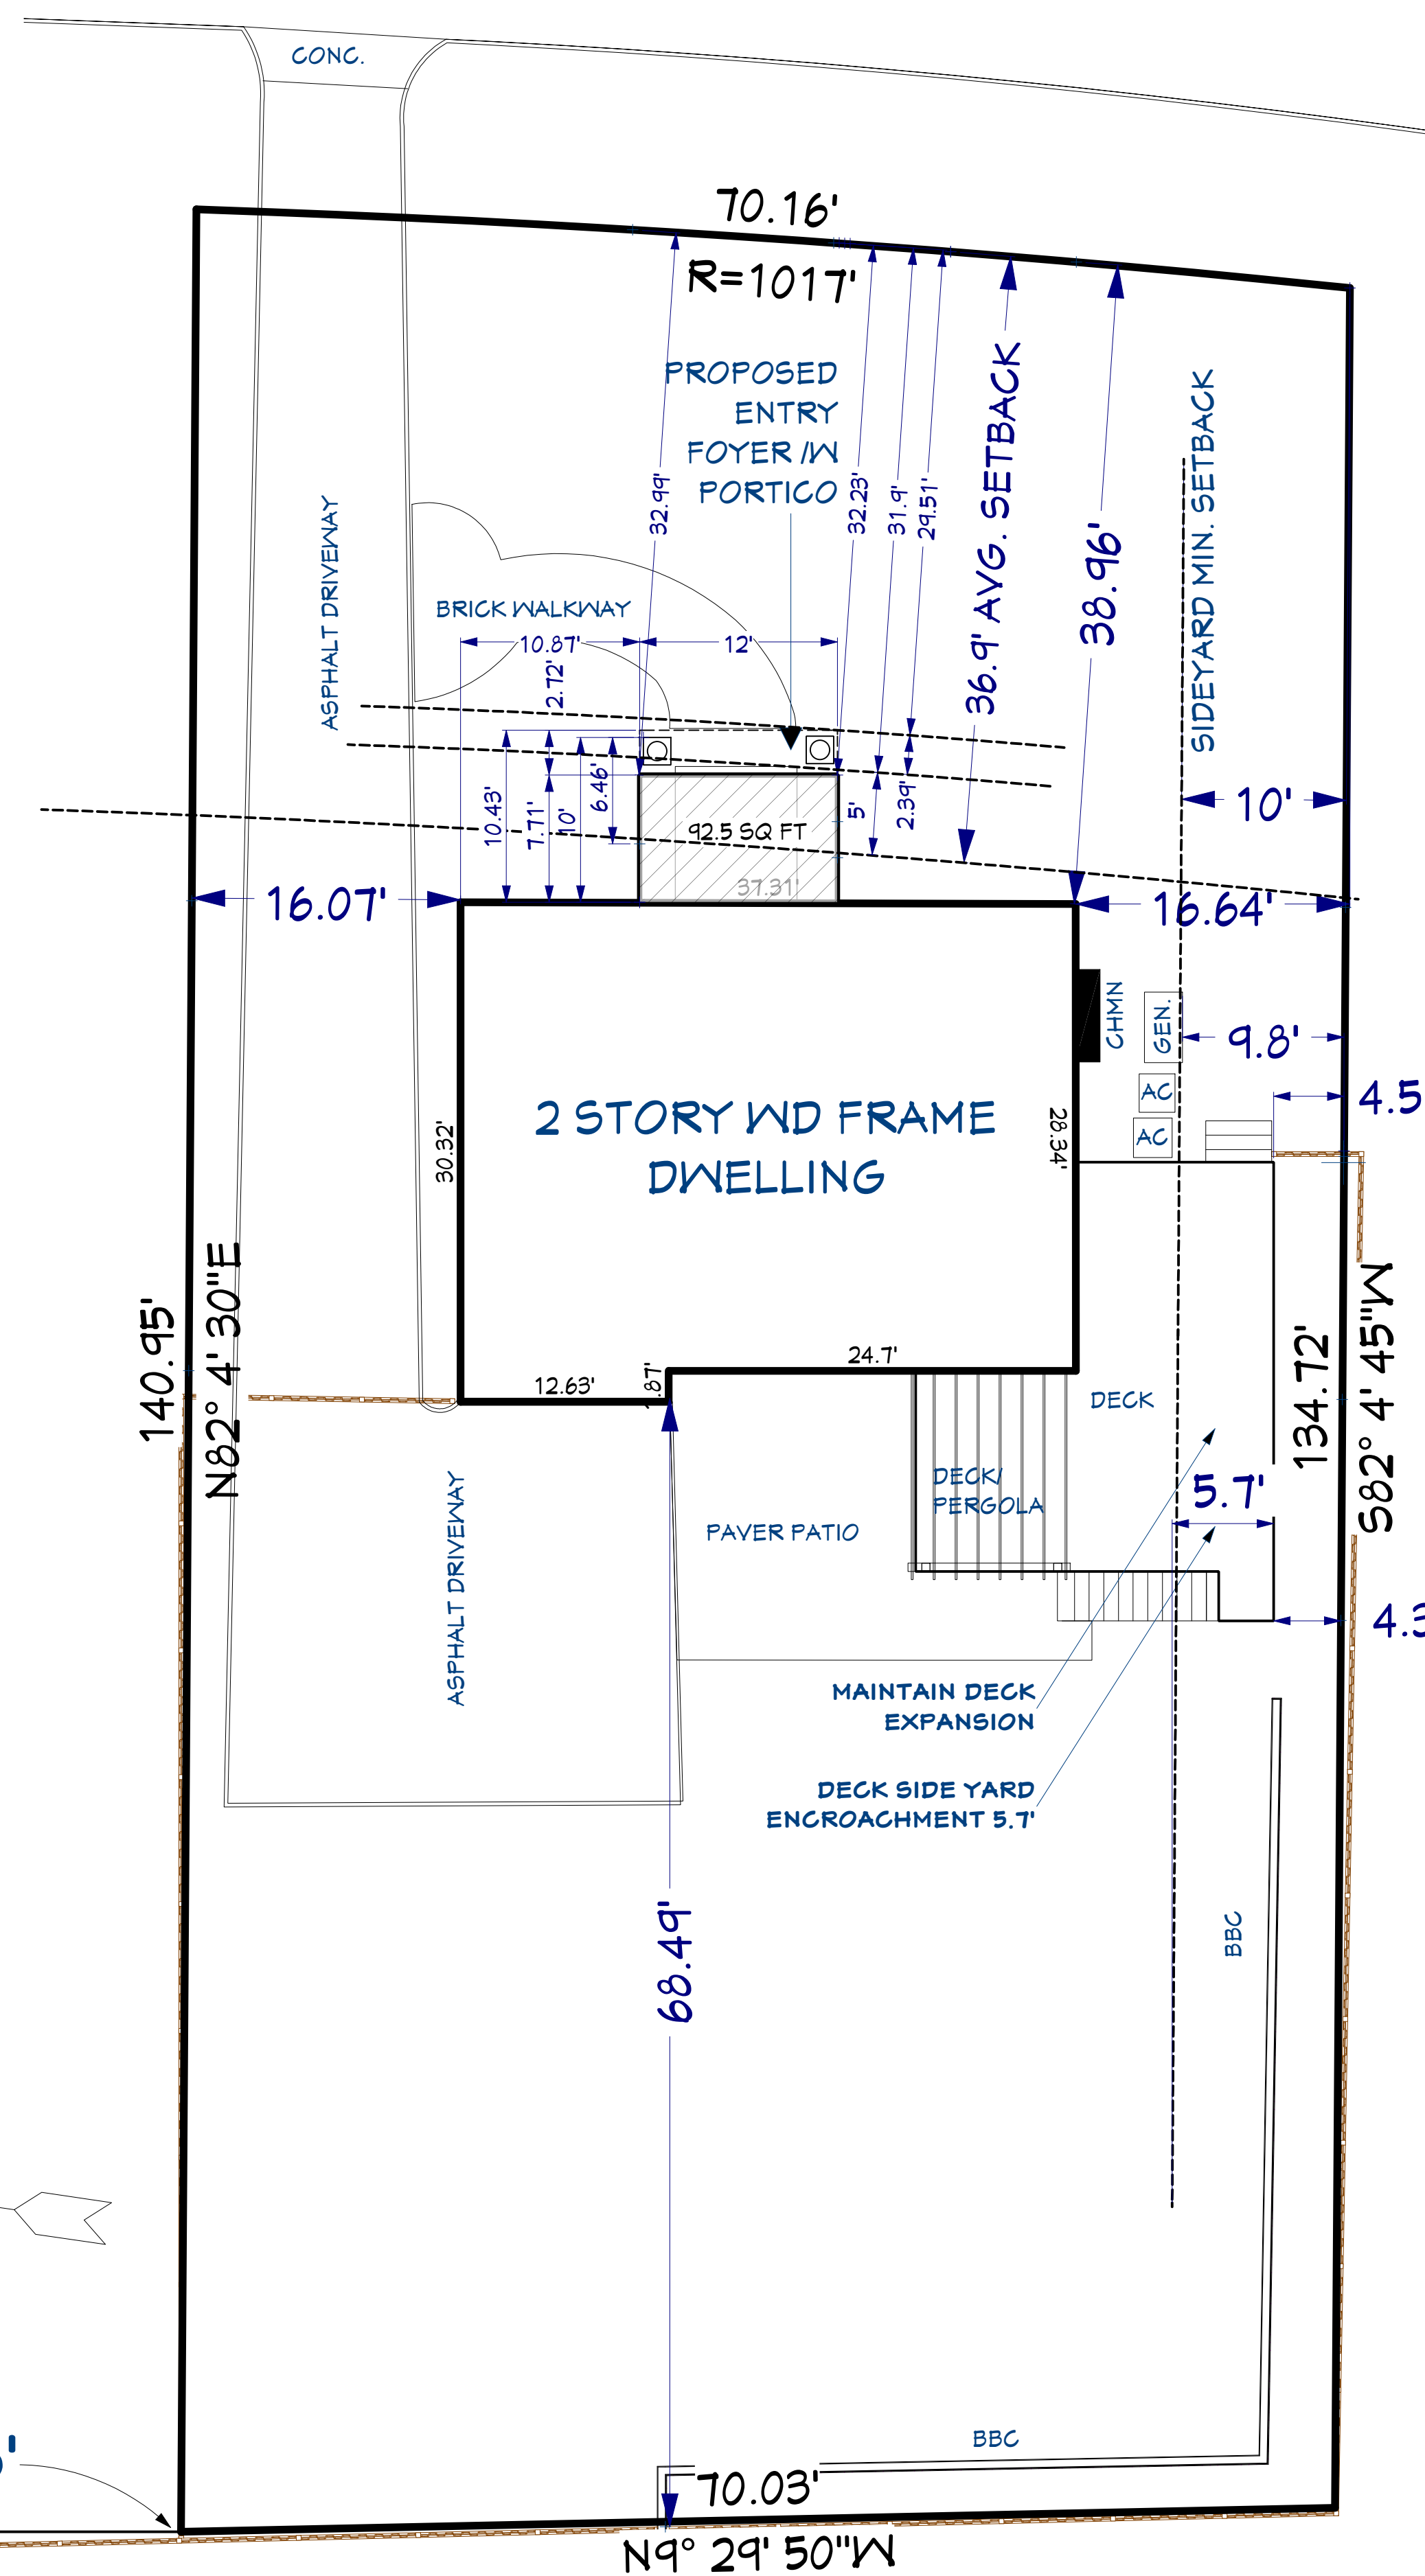 CONC.
70.16'
R=1017'
PROPOSED
ENTRY
FOYER /W
PORTICO
32.99'
32.23'
31.9'
29.51'
36.9' AVG. SETBACK
38.96'
SIDEYARD MIN. SETBACK
ASPHALT DRIVEWAY
BRICK WALKWAY
10.87'
12'
2.72'
10.43'
7.71'
10'
6.46'
5'
2.39'
10'
92.5 SQ FT
37.31'
16.07'
16.64'
CHMN
GEN.
9.8'
AC
4.5
AC
2 STORY WD FRAME
DWELLING
30.32'
28.34'
140.95'
N82° 4' 30"E
134.72'
S82° 4' 45"W
24.7'
12.63'
.87'
DECK
DECK/
PERGOLA
5.7'
PAVER PATIO
ASPHALT DRIVEWAY
4.3
MAINTAIN DECK
EXPANSION
DECK SIDE YARD
ENCROACHMENT 5.7'
68.49'
BBC
BBC
70.03'
N9° 29' 50"W